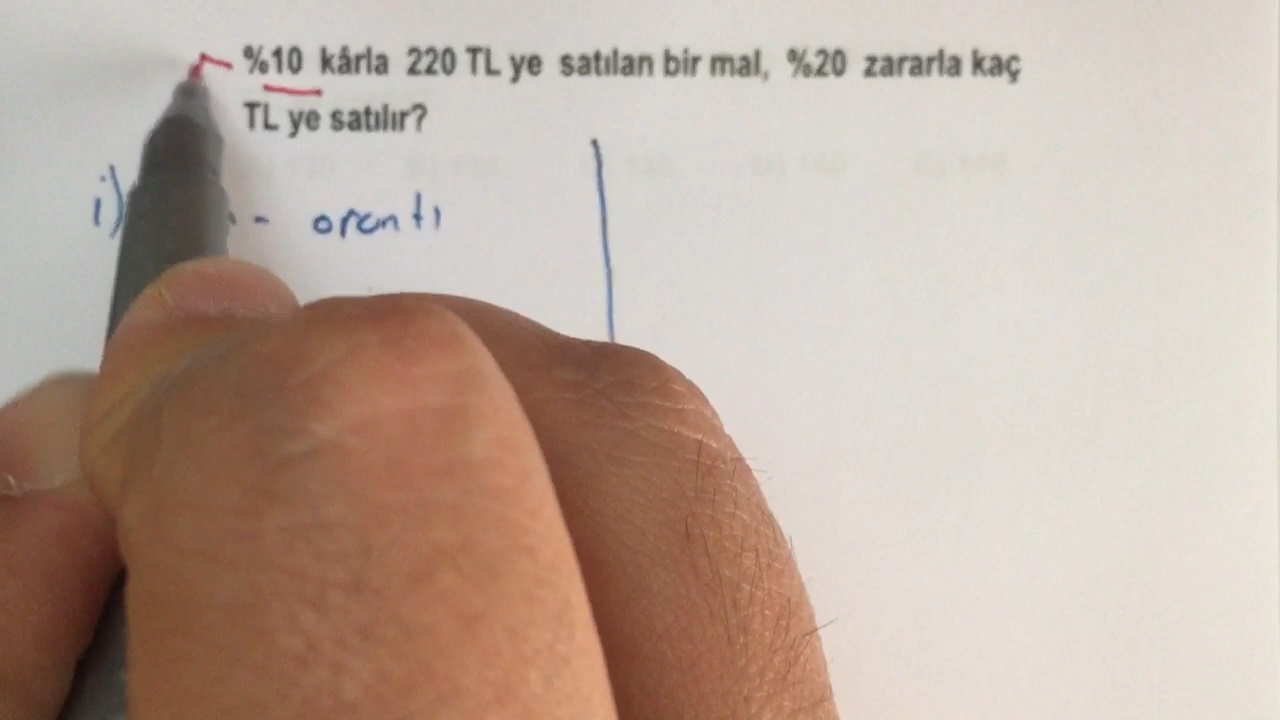 %10 kârla 220 TL ye satılan bir mal, %20 zararla kaç
TL ye satılır?
i) - orantı